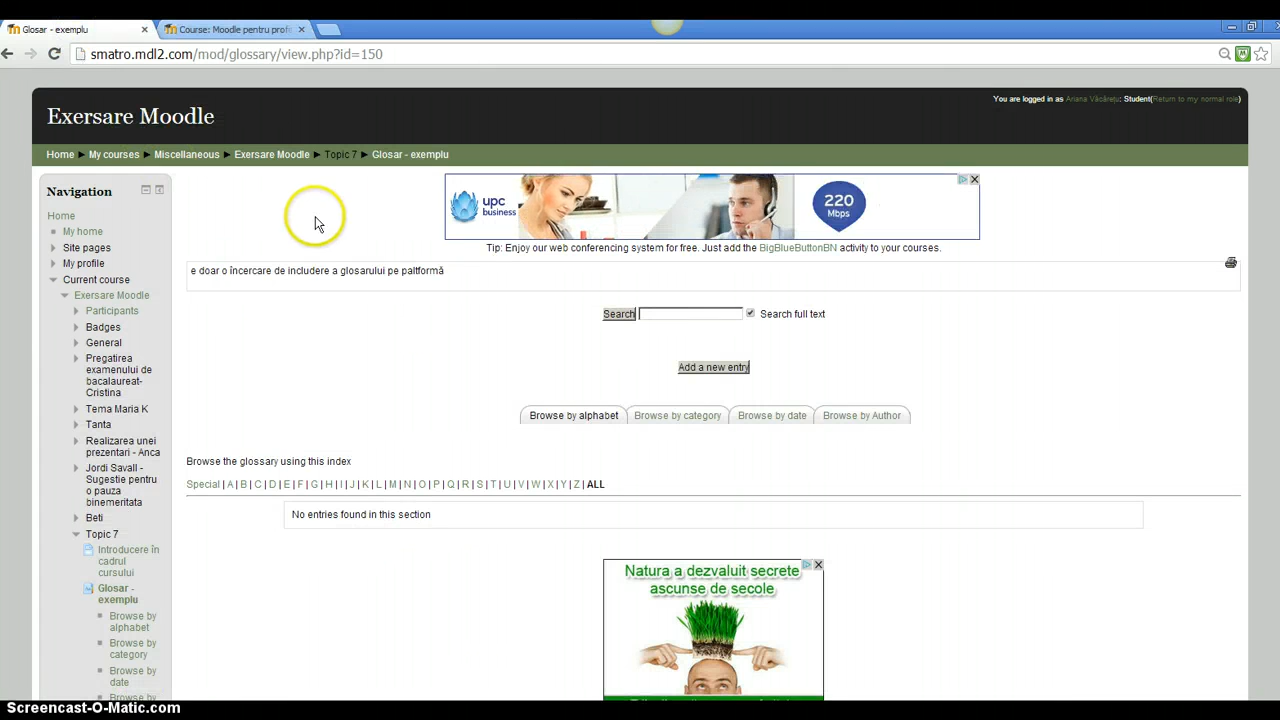 Glosar - exemplu
Course: Moodle pentru profe
smatro.mdl2.com/mod/glossary/view.php?id=150
Exersare Moodle
You are logged in as Ariana Văcărețu: Student(Return to my normal role)
Home ► My courses ► Miscellaneous ► Exersare Moodle ► Topic 7 ► Glosar - exemplu
Navigation
Home
My home
Site pages
My profile
Current course
Exersare Moodle
Participants
Badges
General
Pregatirea
examenului de
bacalaureat-
Cristina
Tema Maria K
Tanta
Realizarea unei
prezentari - Anca
Jordi Savall -
Sugestie pentru
o pauza
binemeritata
Beti
Topic 7
Introducere în
cadrul
cursului
Glosar -
exemplu
Browse by
alphabet
Browse by
category
Browse by
date
Browse by
upc
business
220
Mbps
Tip: Enjoy our web conferencing system for free. Just add the BigBlueButtonBN activity to your courses.
e doar o încercare de includere a glosarului pe paltformă
Search
Search full text
Add a new entry
Browse by alphabet
Browse by category
Browse by date
Browse by Author
Browse the glossary using this index
Special | A | B | C | D | E | F | G | H | I | J | K | L | M | N | O | P | Q | R | S | T | U | V | W | X | Y | Z | ALL
No entries found in this section
Natura a dezvaluit secrete
ascunse de secole
Screencast-O-Matic.com